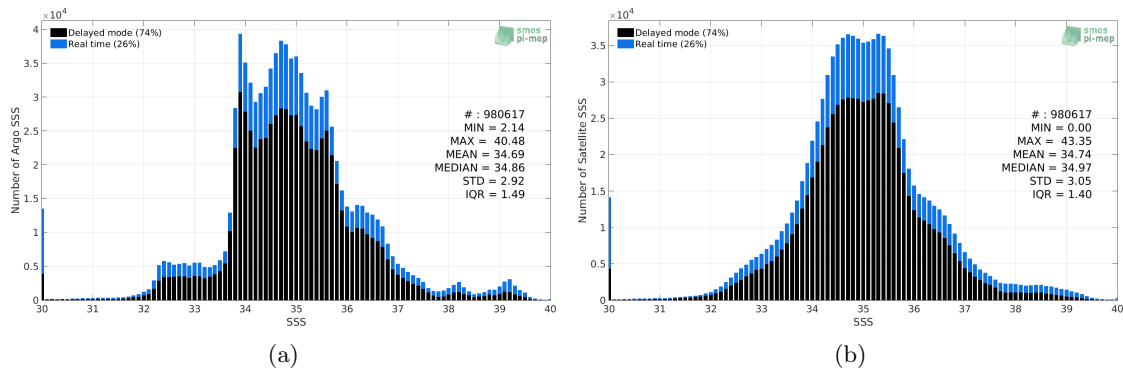 ×10⁴
4
3.5
3
2.5
2
1.5
1
0.5
0
Number of Argo SSS
Delayed mode (74%)
Real time (26%)
smos
pi-mep
# : 980617
MIN = 2.14
MAX = 40.48
MEAN = 34.69
MEDIAN = 34.86
STD = 2.92
IQR = 1.49
30 31 32 33 34 35 36 37 38 39 40
SSS
(a)
×10⁴
3.5
3
2.5
2
1.5
1
0.5
0
Number of Satellite SSS
Delayed mode (74%)
Real time (26%)
smos
pi-mep
# : 980617
MIN = 0.00
MAX = 43.35
MEAN = 34.74
MEDIAN = 34.97
STD = 3.05
IQR = 1.40
30 31 32 33 34 35 36 37 38 39 40
SSS
(b)